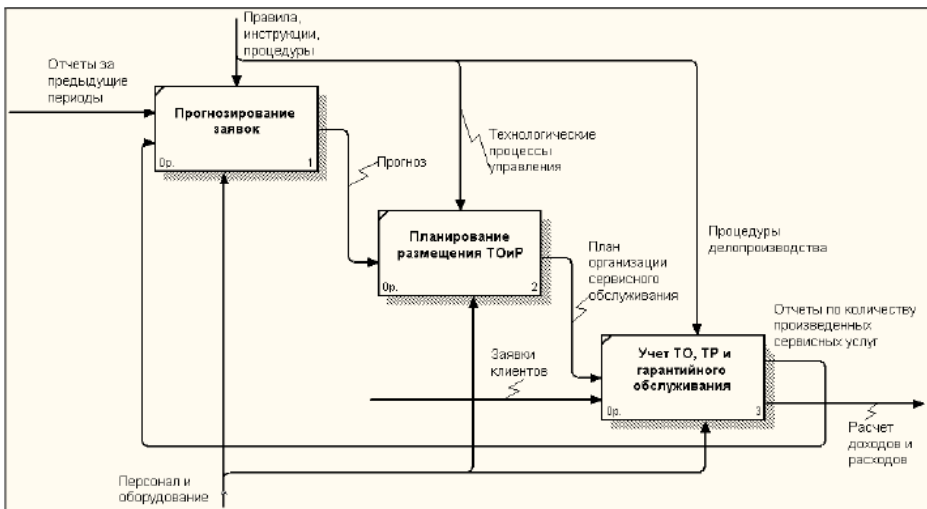 Правила,
инструкции,
процедуры
Отчеты за
предыдущие
периоды
Прогнозирование
заявок
0р.
1
Прогноз
Технологические
процессы
управления
Планирование
размещения ТОиР
0р.
2
План
организации
сервисного
обслуживания
Процедуры
делопроизводства
Отчеты по количеству
произведенных
сервисных услуг
Заявки
клиентов
Учет ТО, ТР и
гарантийного
обслуживания
0р.
3
Расчет
доходов и
расходов
Персонал и
оборудование